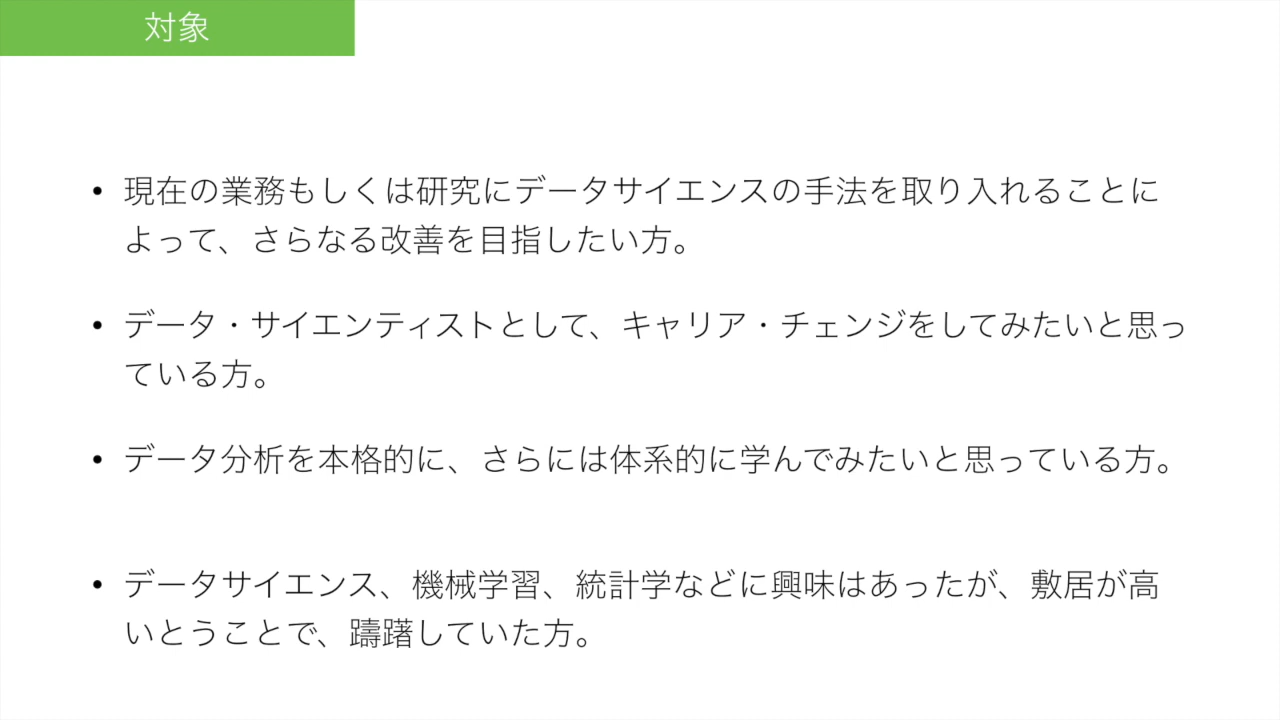 対象
• 現在の業務もしくは研究にデータサイエンスの手法を取り入れることに
よって、さらなる改善を目指したい方。
• データ・サイエンティストとして、キャリア・チェンジをしてみたいと思っ
ている方。
• データ分析を本格的に、さらには体系的に学んでみたいと思っている方。
• データサイエンス、機械学習、統計学などに興味はあったが、敷居が高
いとうことで、躊躇していた方。